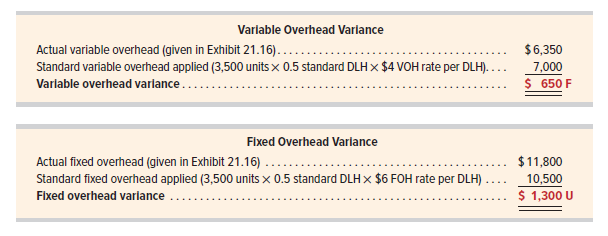 Variable Overhead Variance
Actual variable overhead (given in Exhibit 21.16). . . . . . . . . . . . . . . . . . . . . . . . . . . . . . . . . . . . . . . . . . $ 6,350
Standard variable overhead applied (3,500 units × 0.5 standard DLH × $4 VOH rate per DLH). . . . 7,000
Variable overhead variance . . . . . . . . . . . . . . . . . . . . . . . . . . . . . . . . . . . . . . . . . . . . . . . . . . . . . . . . . . $ 650 F
Fixed Overhead Variance
Actual fixed overhead (given in Exhibit 21.16) . . . . . . . . . . . . . . . . . . . . . . . . . . . . . . . . . . . . . . . . . . . . $ 11,800
Standard fixed overhead applied (3,500 units × 0.5 standard DLH × $6 FOH rate per DLH) . . . . 10,500
Fixed overhead variance . . . . . . . . . . . . . . . . . . . . . . . . . . . . . . . . . . . . . . . . . . . . . . . . . . . . . . . . . . . . $ 1,300 U